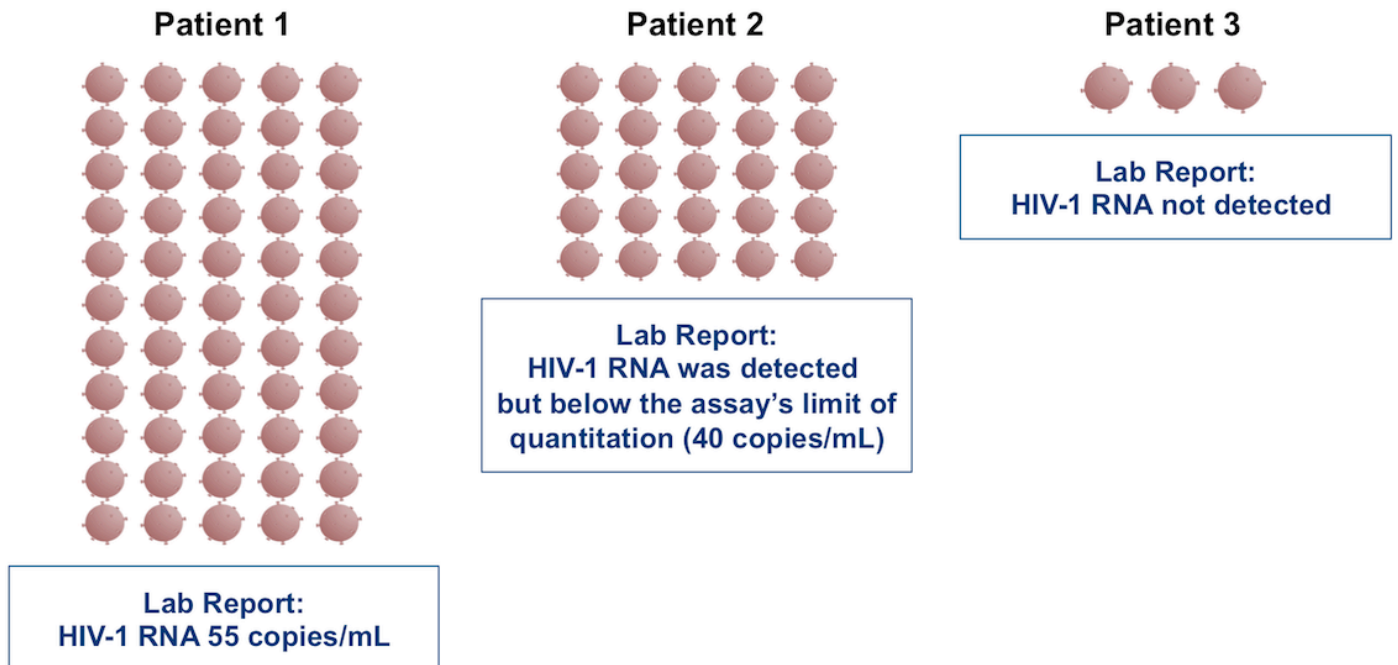 Patient 1
Patient 2
Patient 3
Lab Report:
HIV-1 RNA 55 copies/mL
Lab Report:
HIV-1 RNA was detected
but below the assay’s limit of
quantitation (40 copies/mL)
Lab Report:
HIV-1 RNA not detected